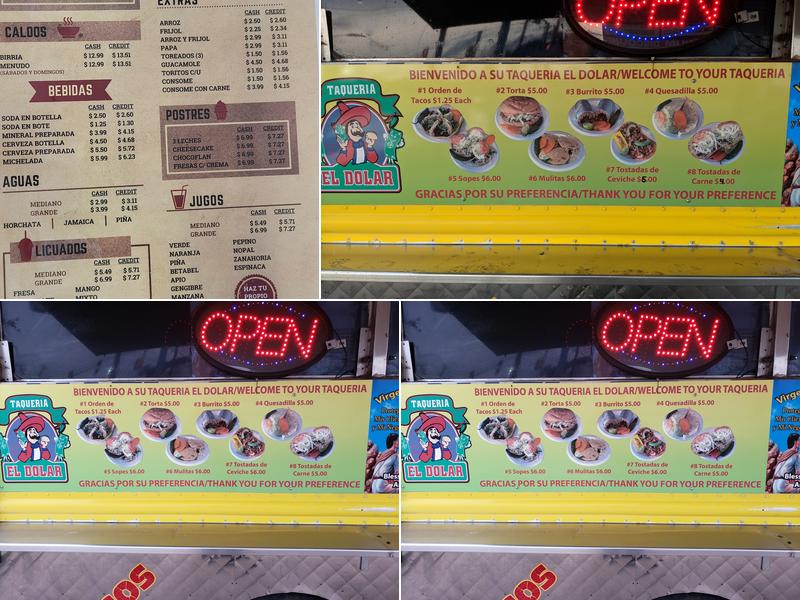 EXTRAS
CALDOS
CASH CREDIT
BIRRIA $ 12.99 $ 13.51
MENUDO $ 12.99 $ 13.51
(SÁBADOS Y DOMINGOS)
BEBIDAS
CASH CREDIT
SODA EN BOTELLA $ 2.50 $ 2.60
SODA EN BOTE $ 1.25 $ 1.30
MINERAL PREPARADA $ 3.99 $ 4.15
CERVEZA BOTELLA $ 4.50 $ 4.68
CERVEZA PREPARADA $ 5.50 $ 5.72
MICHELADA $ 5.99 $ 6.23
AGUAS
CASH CREDIT
MEDIANO $ 2.99 $ 3.11
GRANDE $ 3.99 $ 4.15
HORCHATA | JAMAICA | PIÑA
LICUADOS
CASH CREDIT
MEDIANO $ 5.49 $ 5.71
GRANDE $ 6.99 $ 7.27
FRESA MANGO
MIXTO
CASH CREDIT
ARROZ $ 2.50 $ 2.60
FRIJOL $ 2.25 $ 2.34
ARROZ Y FRIJOL $ 2.99 $ 3.11
PAPA $ 2.99 $ 3.11
TOREADOS (3) $ 1.50 $ 1.56
GUACAMOLE $ 4.50 $ 4.68
TORITOS C/U $ 1.50 $ 1.56
CONSOME $ 1.50 $ 1.56
CONSOME CON CARNE $ 3.99 $ 4.15
POSTRES
CASH CREDIT
3 LECHES $ 6.99 $ 7.27
CHEESECAKE $ 6.99 $ 7.27
CHOCOFLAN $ 6.99 $ 7.27
FRESAS C/ CREMA $ 6.99 $ 7.27
JUGOS
CASH CREDIT
MEDIANO $ 5.49 $ 5.71
GRANDE $ 6.99 $ 7.27
VERDE PEPINO
NARANJA NOPAL
PIÑA ZANAHORIA
BETABEL ESPINACA
APIO
GENGIBRE
MANZANA
HAZ TU
PROPIO
OPEN
BIENVENIDO A SU TAQUERIA EL DOLAR/WELCOME TO YOUR TAQUERIA
TAQUERIA
EL DOLAR
#1 Orden de
Tacos $1.25 Each
#2 Torta $5.00
#3 Burrito $5.00
#4 Quesadilla $5.00
#5 Sopes $6.00
#6 Mulitas $6.00
#7 Tostadas de
Ceviche $6.00
#8 Tostadas de
Carne $4.00
GRACIAS POR SU PREFERENCIA/THANK YOU FOR YOUR PREFERENCE
OPEN
BIENVENIDO A SU TAQUERIA EL DOLAR/WELCOME TO YOUR TAQUERIA
TAQUERIA
EL DOLAR
#1 Orden de
Tacos $1.25 Each
#2 Torta $5.00
#3 Burrito $5.00
#4 Quesadilla $5.00
#5 Sopes $6.00
#6 Mulitas $6.00
#7 Tostadas de
Ceviche $6.00
#8 Tostadas de
Carne $5.00
GRACIAS POR SU PREFERENCIA/THANK YOU FOR YOUR PREFERENCE
OPEN
BIENVENIDO A SU TAQUERIA EL DOLAR/WELCOME TO YOUR TAQUERIA
TAQUERIA
EL DOLAR
#1 Orden de
Tacos $1.25 Each
#2 Torta $5.00
#3 Burrito $5.00
#4 Quesadilla $5.00
#5 Sopes $6.00
#6 Mulitas $6.00
#7 Tostadas de
Ceviche $6.00
#8 Tostadas de
Carne $5.00
GRACIAS POR SU PREFERENCIA/THANK YOU FOR YOUR PREFERENCE